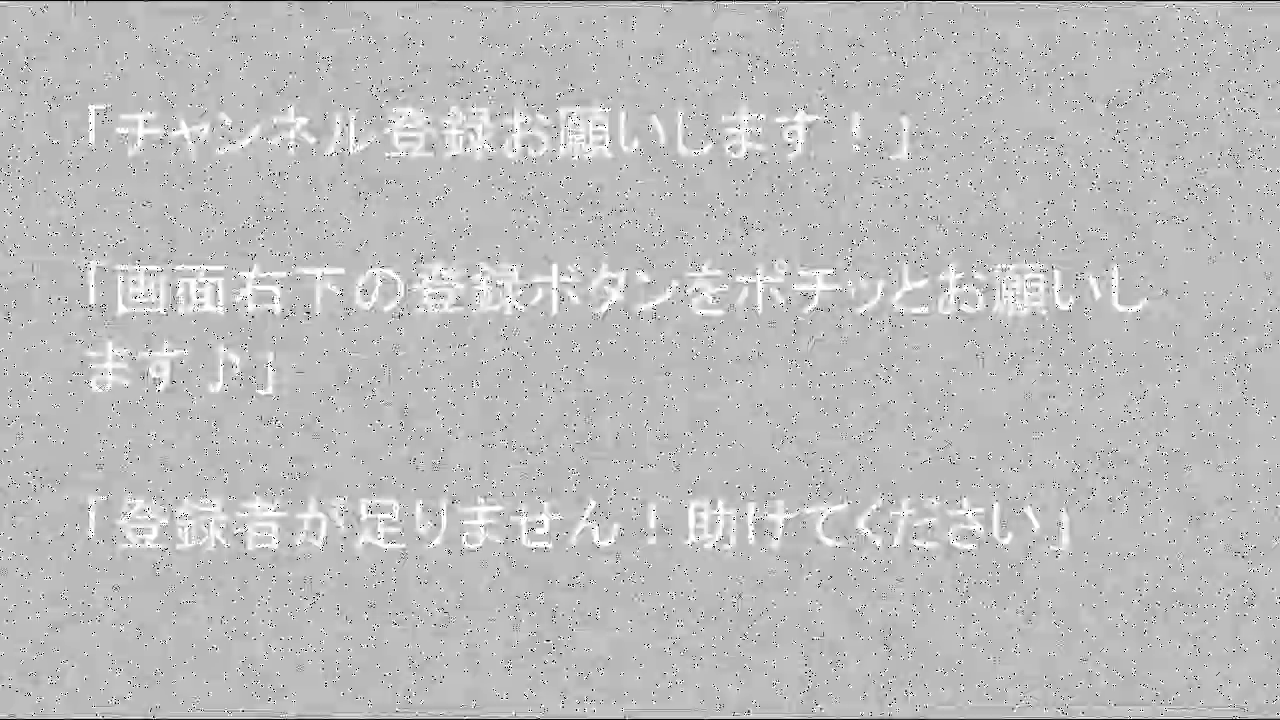 「チャンネル登録お願いします！」
「画面右下の登録ボタンをポチッとお願いし
ます♪」
「登録者が足りません！助けてください」